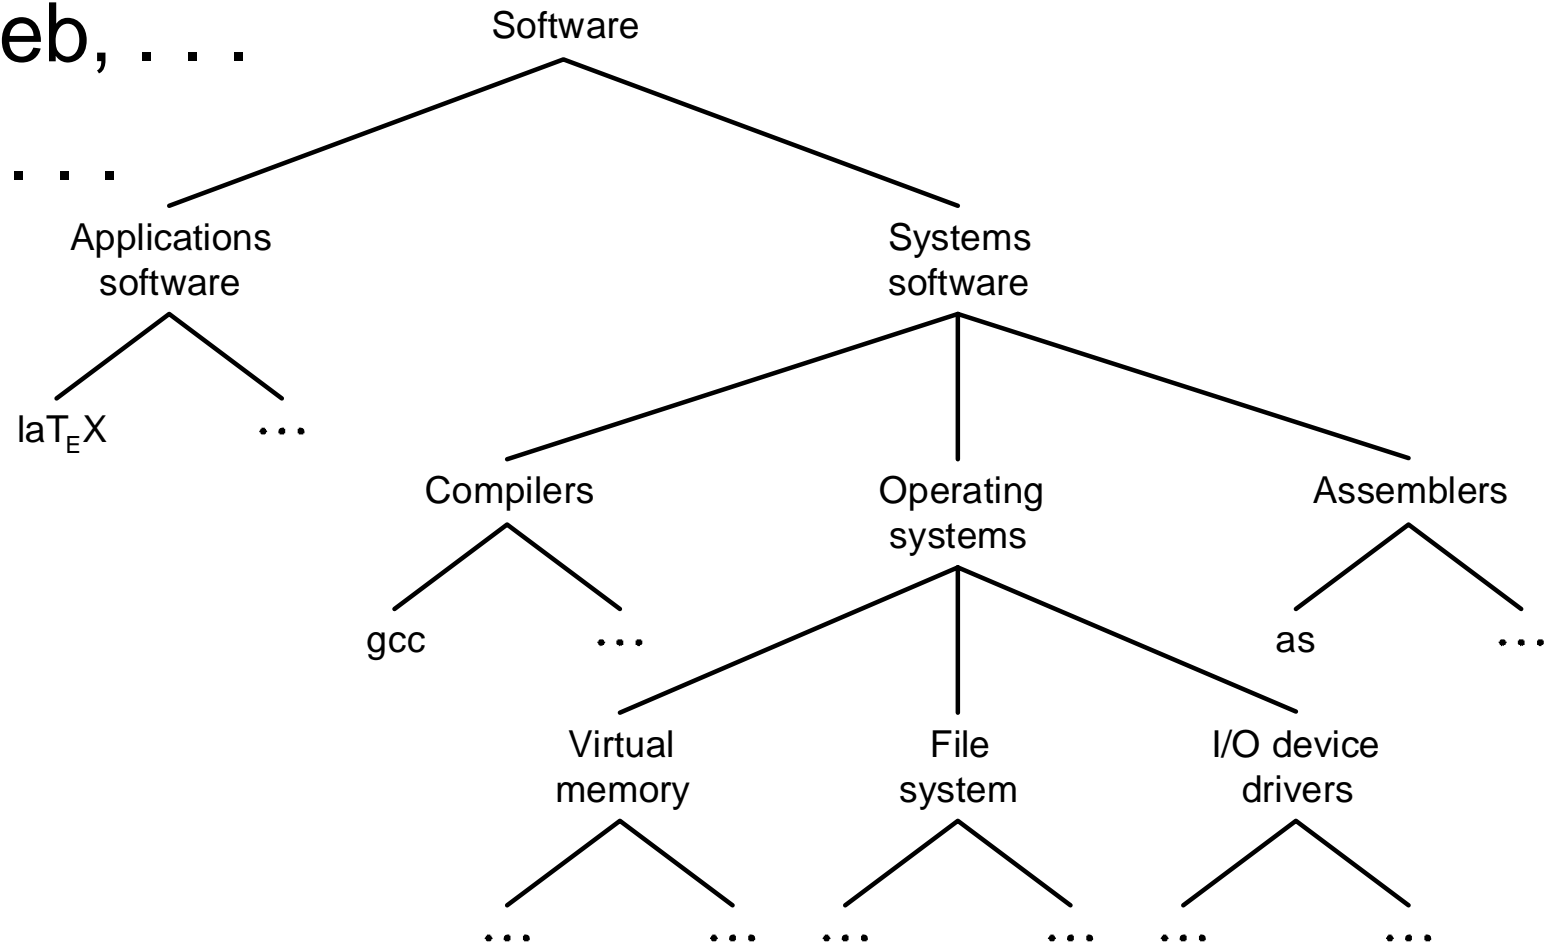 eb, . . .
Software
. . .
Applications
software
Systems
software
laTEX
...
Compilers
Operating
systems
Assemblers
gcc
...
as
...
Virtual
memory
File
system
I/O device
drivers
...
...
...
...
...
...